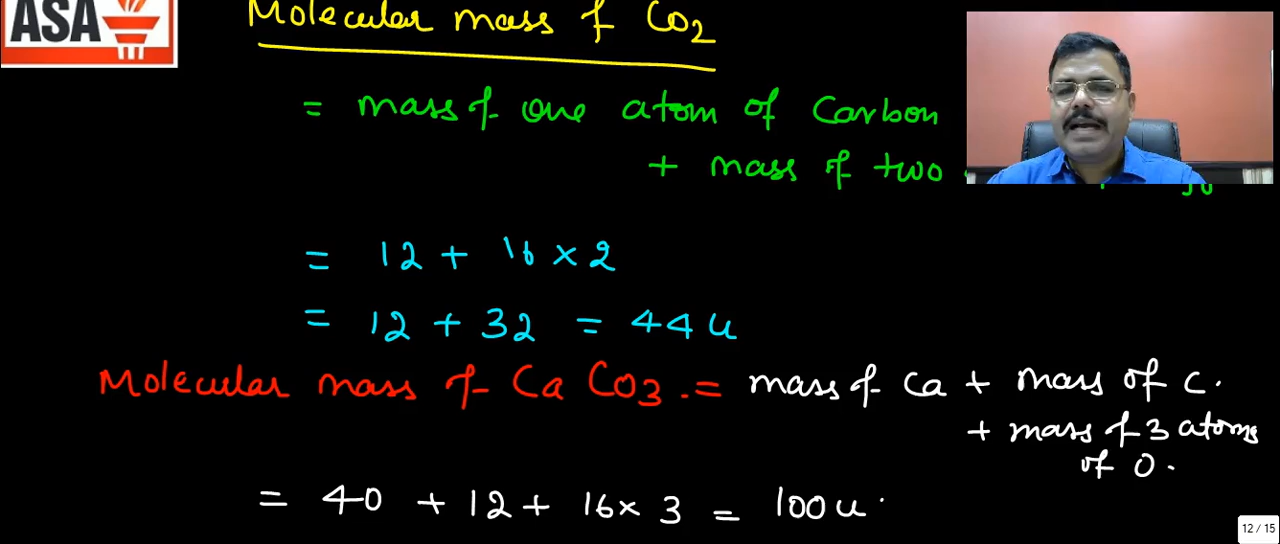 ASA
Molecular mass of Co2
= mass of one atom of Carbon
+ mass of two
= 12 + 16 × 2
= 12 + 32 = 44 u
Molecular mass of Ca Co3 . = mass of Ca + mass of C.
+ mass of 3 atoms
of O.
= 40 + 12 + 16 × 3 = 100 u .
12 / 15